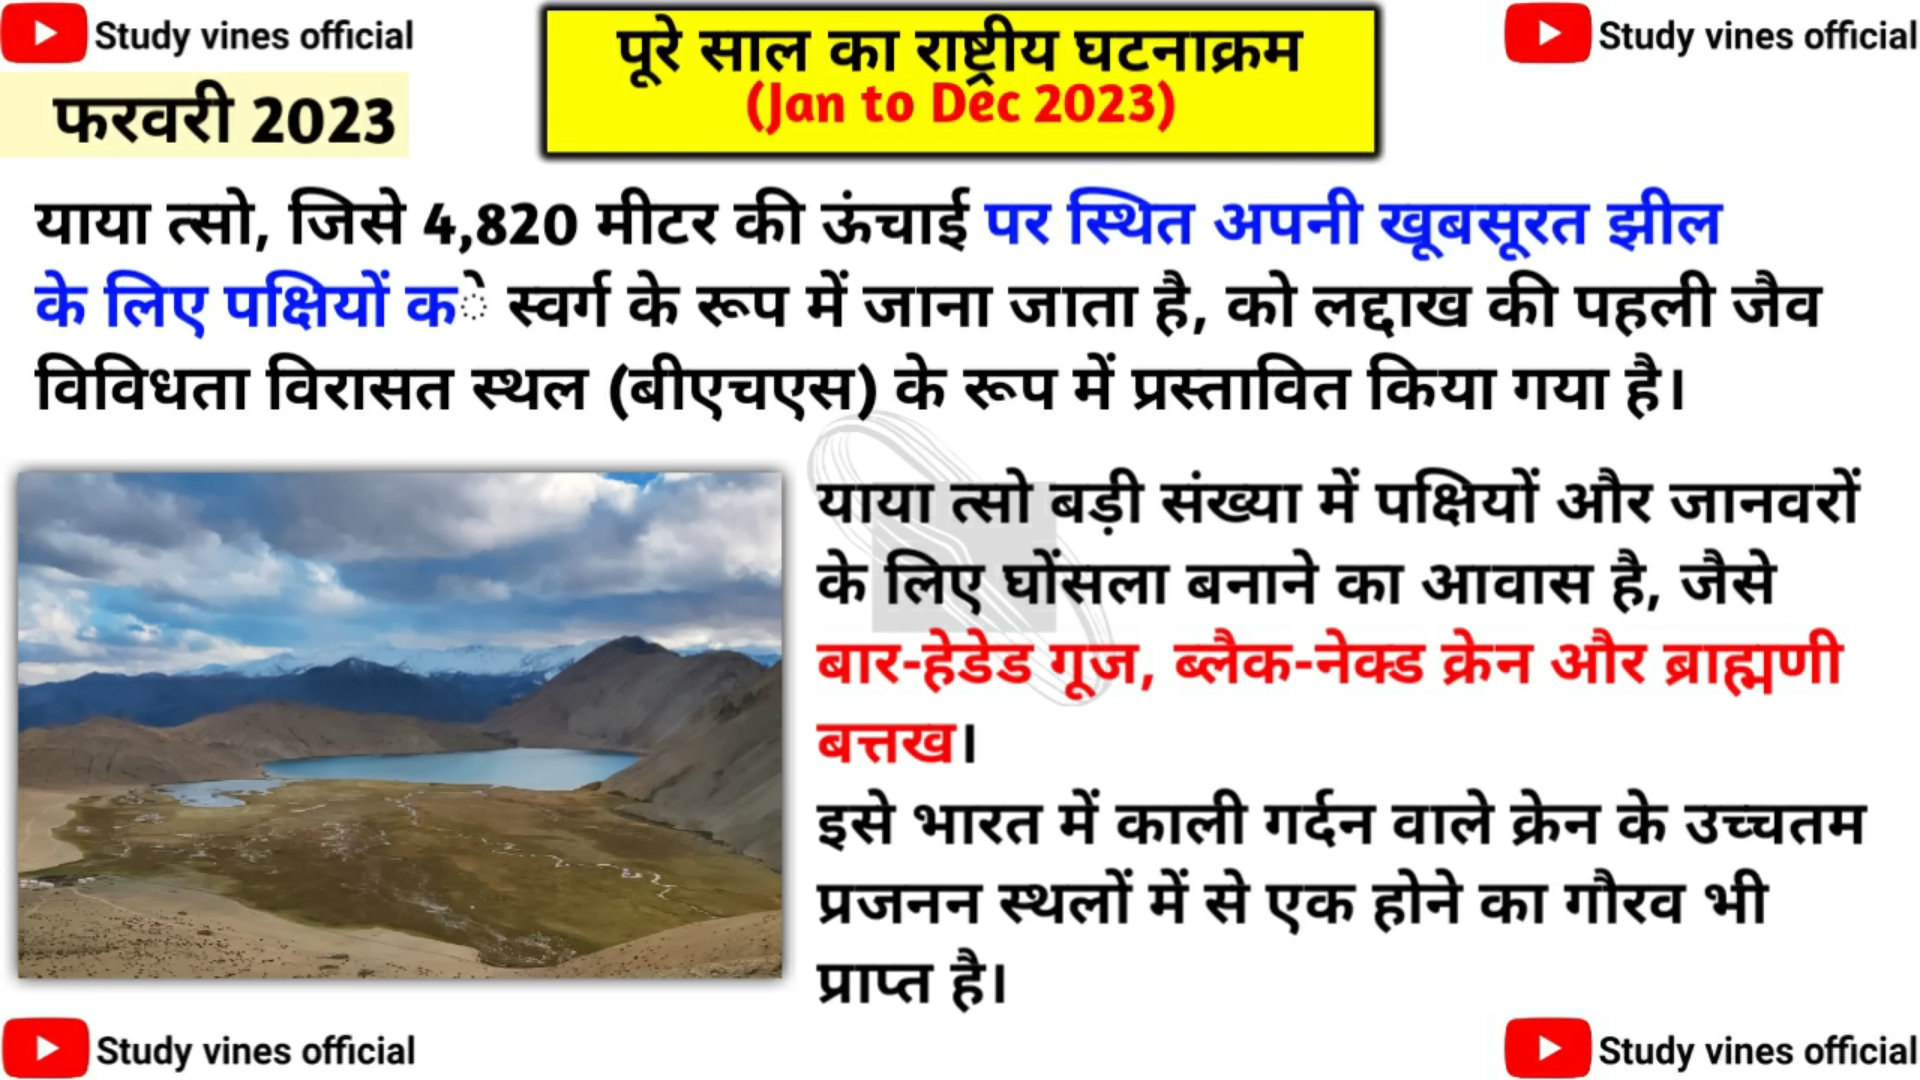 Study vines official
पूरे साल का राष्ट्रीय घटनाक्रम
(Jan to Dec 2023)
Study vines official
फरवरी 2023
याया त्सो, जिसे 4,820 मीटर की ऊंचाई पर स्थित अपनी खूबसूरत झील
के लिए पक्षियों के स्वर्ग के रूप में जाना जाता है, को लद्दाख की पहली जैव
विविधता विरासत स्थल (बीएचएस) के रूप में प्रस्तावित किया गया है।
याया त्सो बड़ी संख्या में पक्षियों और जानवरों
के लिए घोंसला बनाने का आवास है, जैसे
बार-हेडेड गूज, ब्लैक-नेक्ड क्रेन और ब्राह्मणी
बत्तख।
इसे भारत में काली गर्दन वाले क्रेन के उच्चतम
प्रजनन स्थलों में से एक होने का गौरव भी
प्राप्त है।
Study vines official
Study vines official